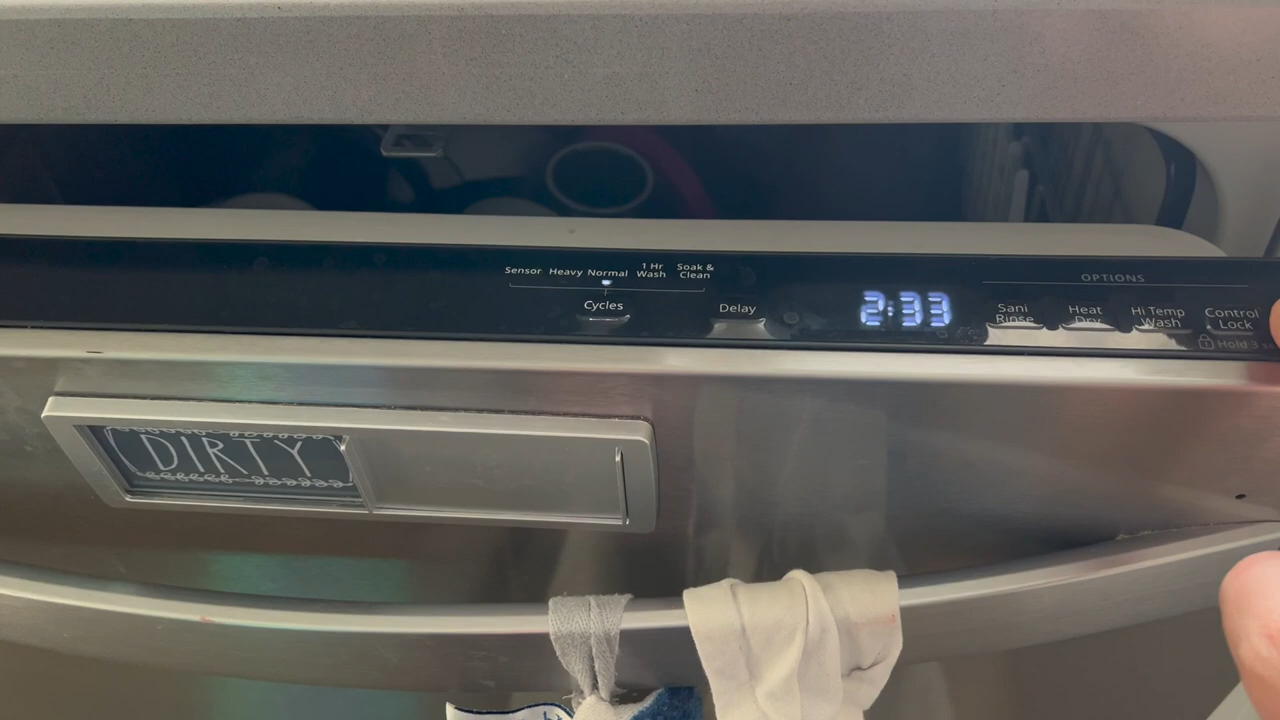 Sensor Heavy Normal 1 Hr Wash Soak & Clean
Cycles
Delay
2:33
OPTIONS
Sani Rinse
Heat Dry
Hi Temp Wash
Control Lock
Hold 3
DIRTY